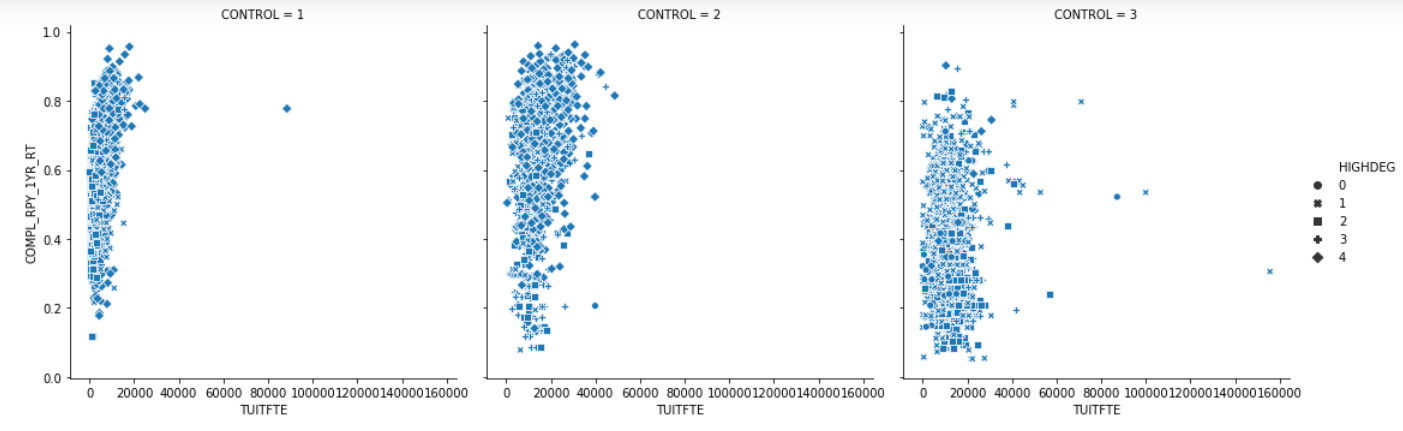 CONTROL = 1
CONTROL = 2
CONTROL = 3
COMPL_RPY_1YR_RT
1.0
0.8
0.6
0.4
0.2
0.0
0 20000 40000 60000 80000 100000 120000 140000 160000
0 20000 40000 60000 80000 100000 120000 140000 160000
0 20000 40000 60000 80000 100000 120000 140000 160000
TUITFTE
TUITFTE
TUITFTE
HIGHDEG
0
1
2
3
4